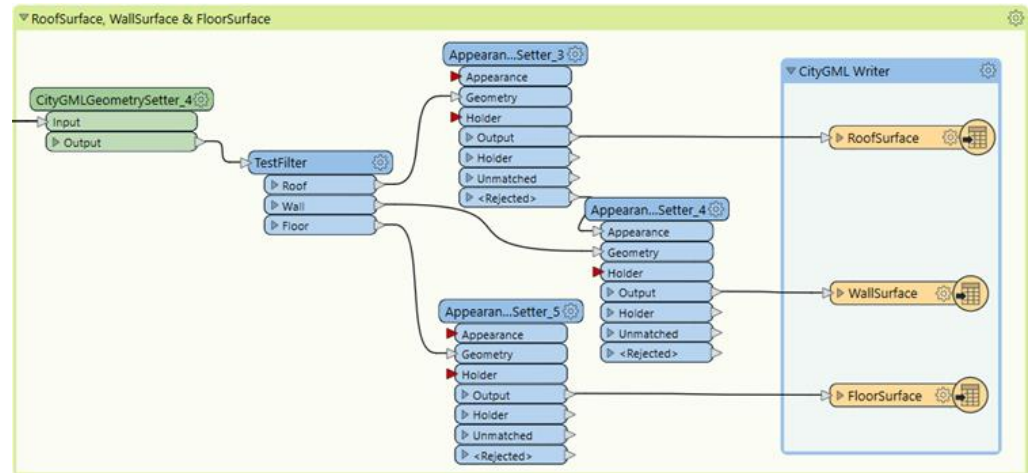 RoofSurface, WallSurface & FloorSurface
CityGMLGeometrySetter_4
Input
Output
TestFilter
Roof
Wall
Floor
Appearan...Setter_3
Appearance
Geometry
Holder
Output
Holder
Unmatched
<Rejected>
Appearan...Setter_4
Appearance
Geometry
Holder
Output
Holder
Unmatched
<Rejected>
Appearan...Setter_5
Appearance
Geometry
Holder
Output
Holder
Unmatched
<Rejected>
CityGML Writer
RoofSurface
WallSurface
FloorSurface